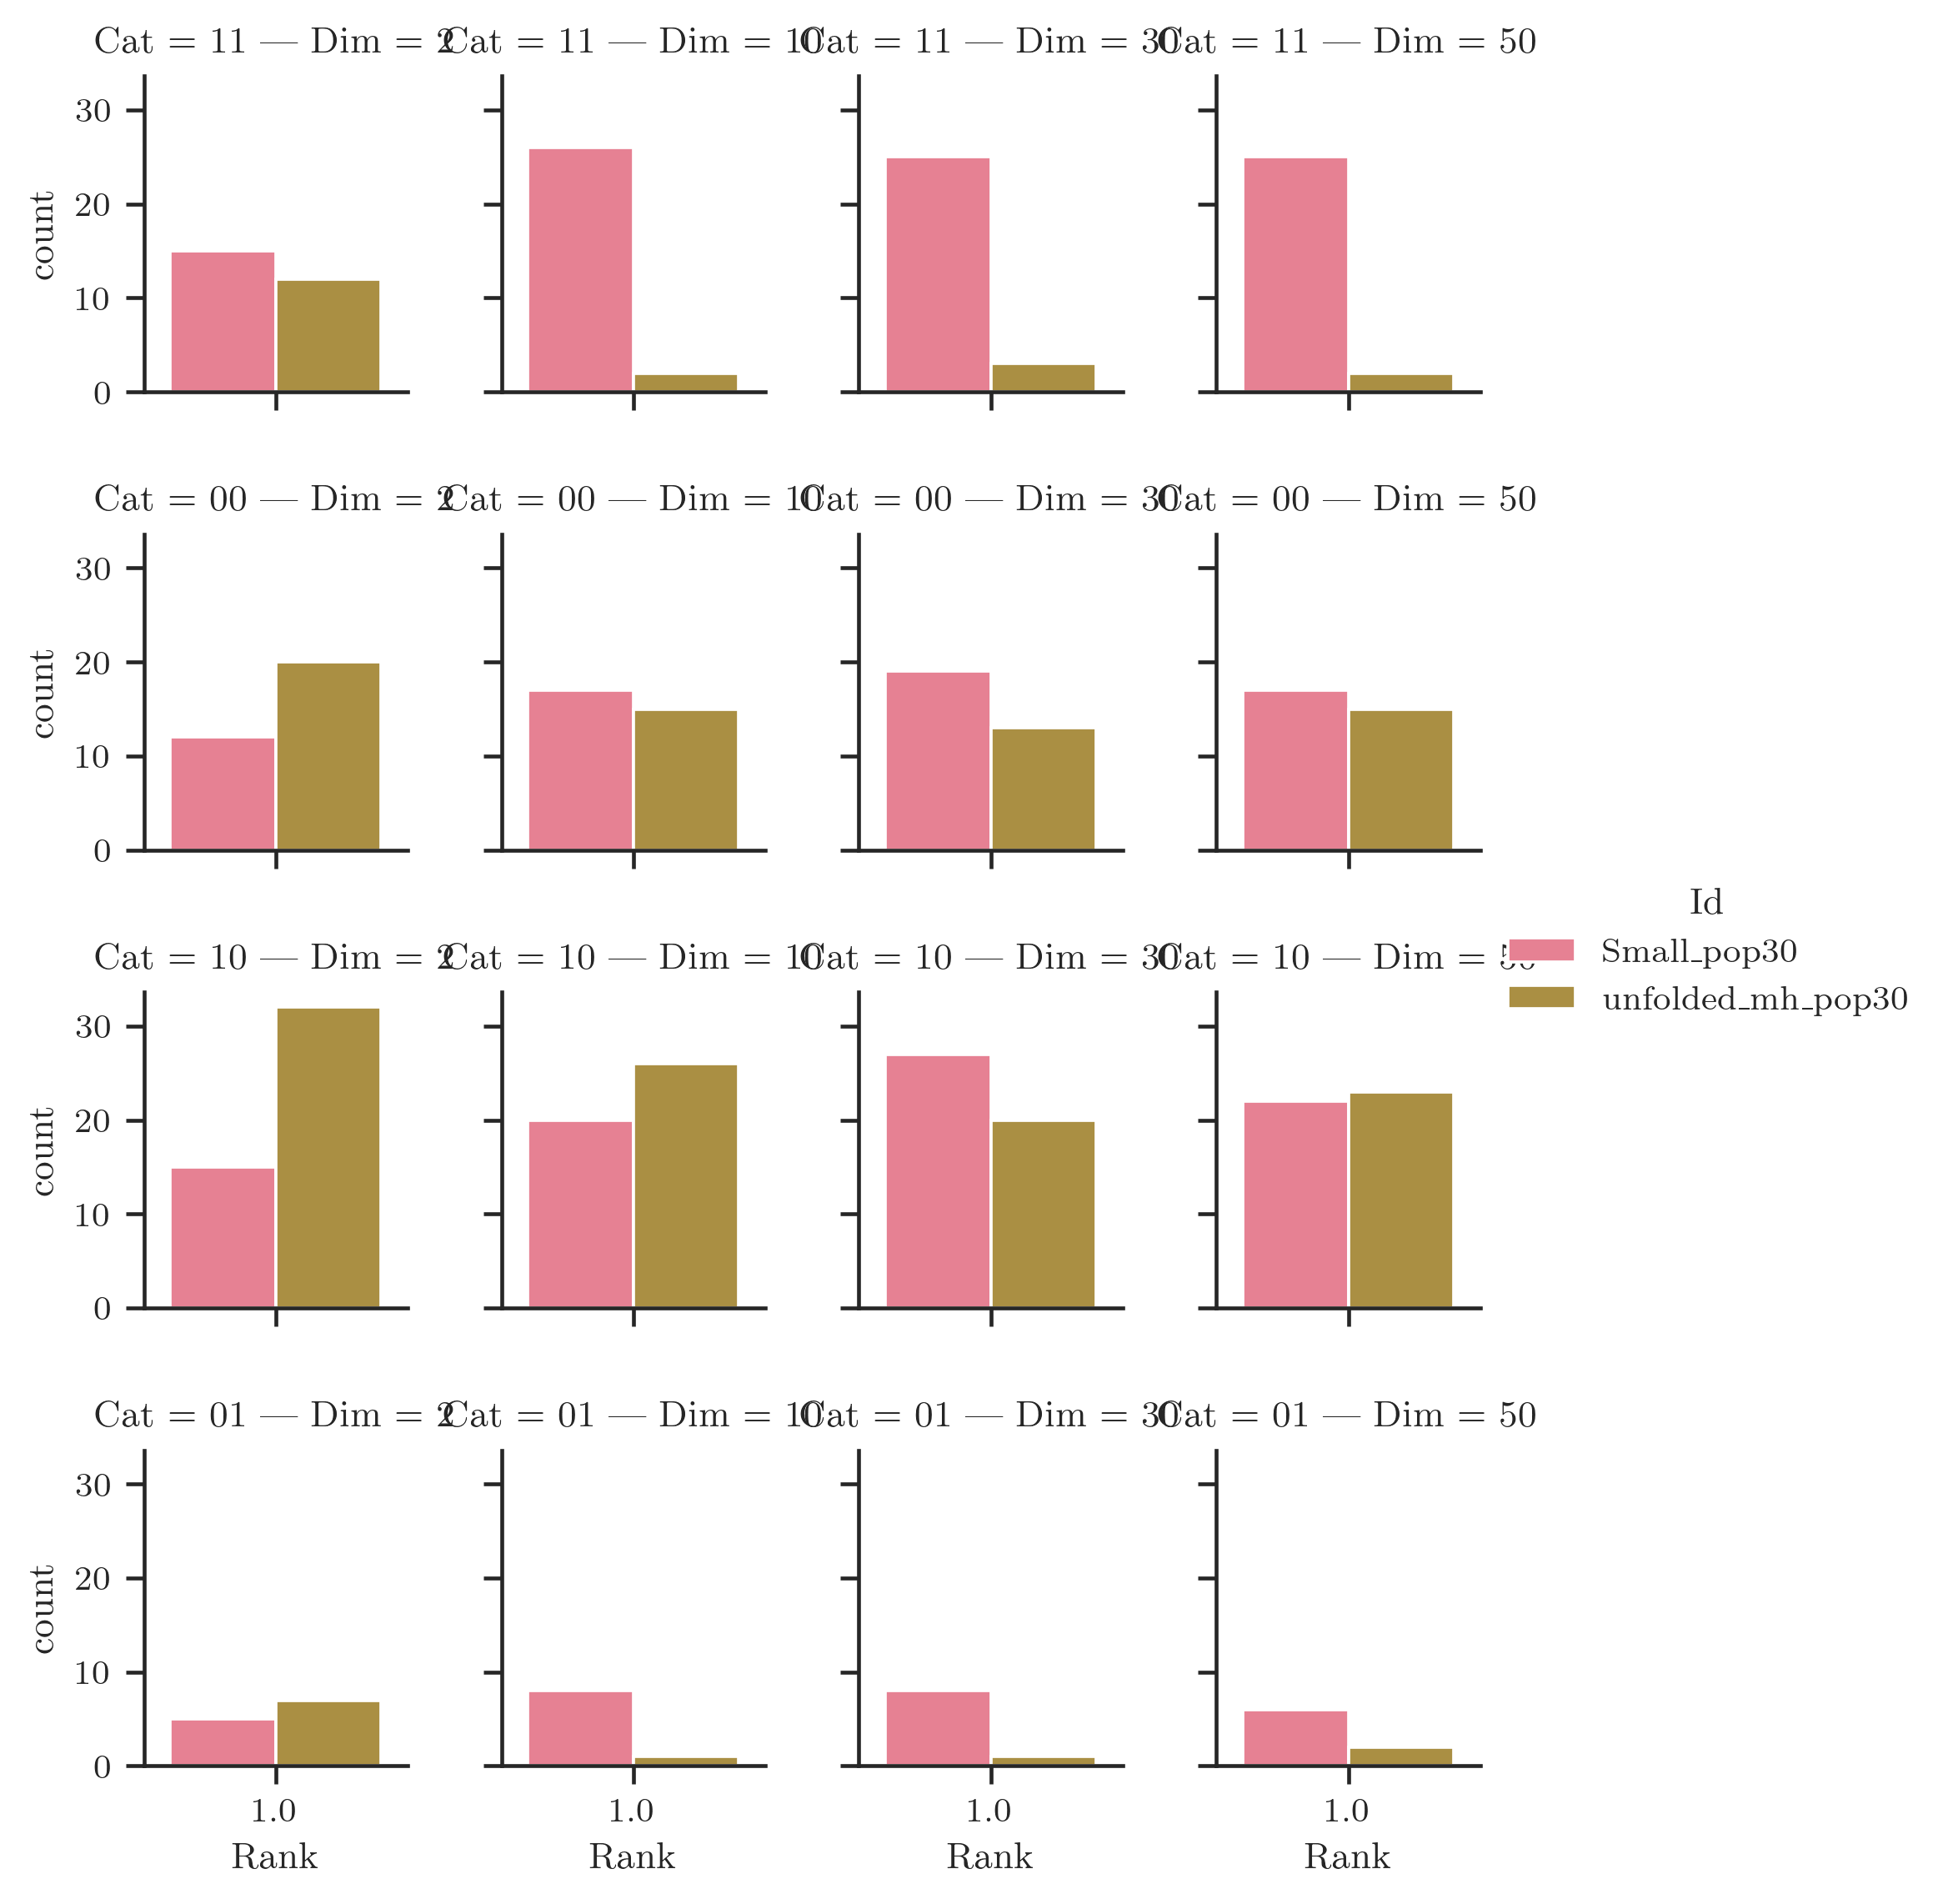 Cat = 11 — Dim = 2
Cat = 11 — Dim = 10
Cat = 11 — Dim = 30
Cat = 11 — Dim = 50
30
20
10
0
count
Cat = 00 — Dim = 2
Cat = 00 — Dim = 10
Cat = 00 — Dim = 30
Cat = 00 — Dim = 50
30
20
10
0
count
Id
Small_pop30
unfolded_mh_pop30
Cat = 10 — Dim = 2
Cat = 10 — Dim = 10
Cat = 10 — Dim = 30
Cat = 10 — Dim = 50
30
20
10
0
count
Cat = 01 — Dim = 2
Cat = 01 — Dim = 10
Cat = 01 — Dim = 30
Cat = 01 — Dim = 50
30
20
10
0
count
1.0
1.0
1.0
1.0
Rank
Rank
Rank
Rank